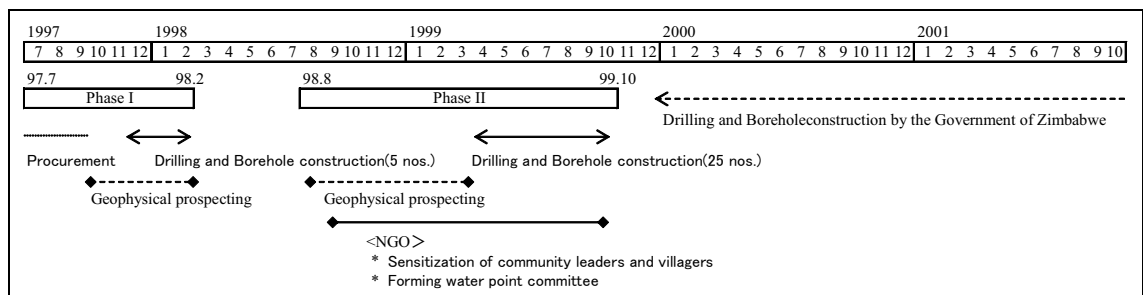 1997 1998 1999 2000 2001
7 8 9 10 11 12 1 2 3 4 5 6 7 8 9 10 11 12 1 2 3 4 5 6 7 8 9 10 11 12 1 2 3 4 5 6 7 8 9 10 11 12 1 2 3 4 5 6 7 8 9 10
97.7 98.2 98.8 99.10
Phase I Phase II
Drilling and Boreholeconstruction by the Government of Zimbabwe
Procurement Drilling and Borehole construction(5 nos.) Drilling and Borehole construction(25 nos.)
Geophysical prospecting Geophysical prospecting
<NGO>
* Sensitization of community leaders and villagers
* Forming water point committee